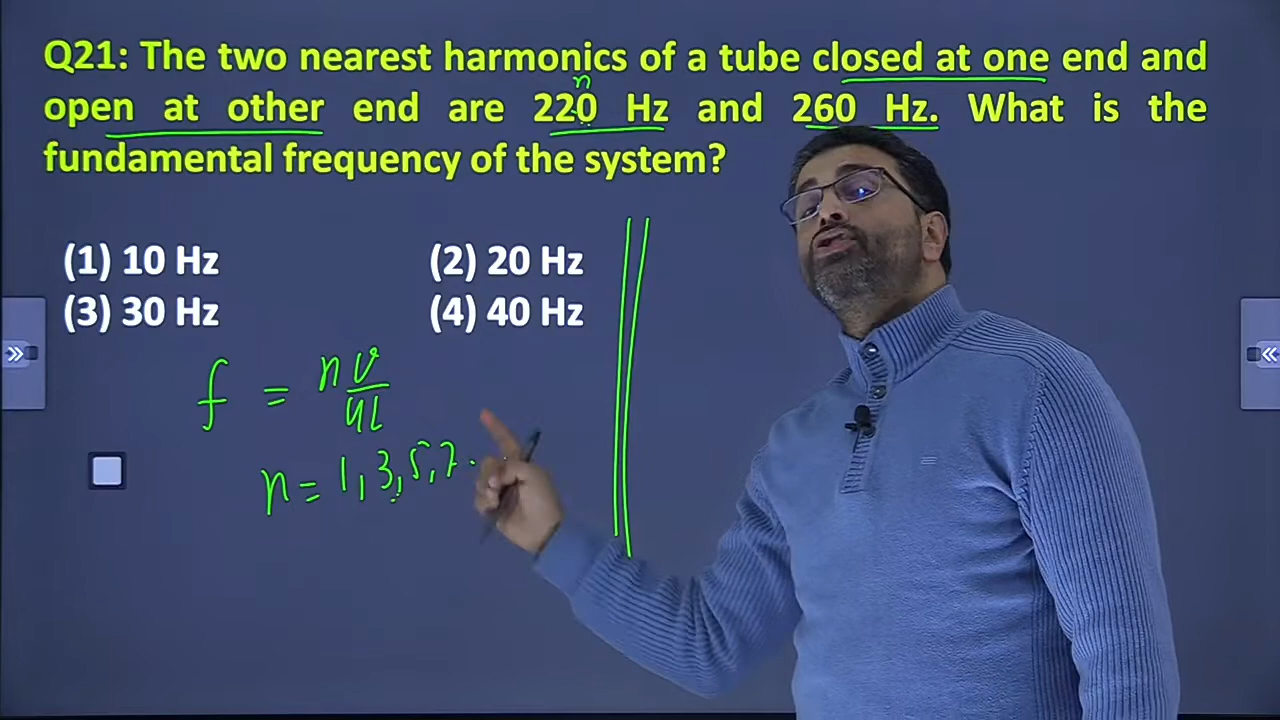 Q21: The two nearest harmonics of a tube closed at one end and
n
open at other end are 220 Hz and 260 Hz. What is the
fundamental frequency of the system?
(1) 10 Hz (2) 20 Hz
(3) 30 Hz (4) 40 Hz
f = n v/4L
n = 1, 3, 5, 7.